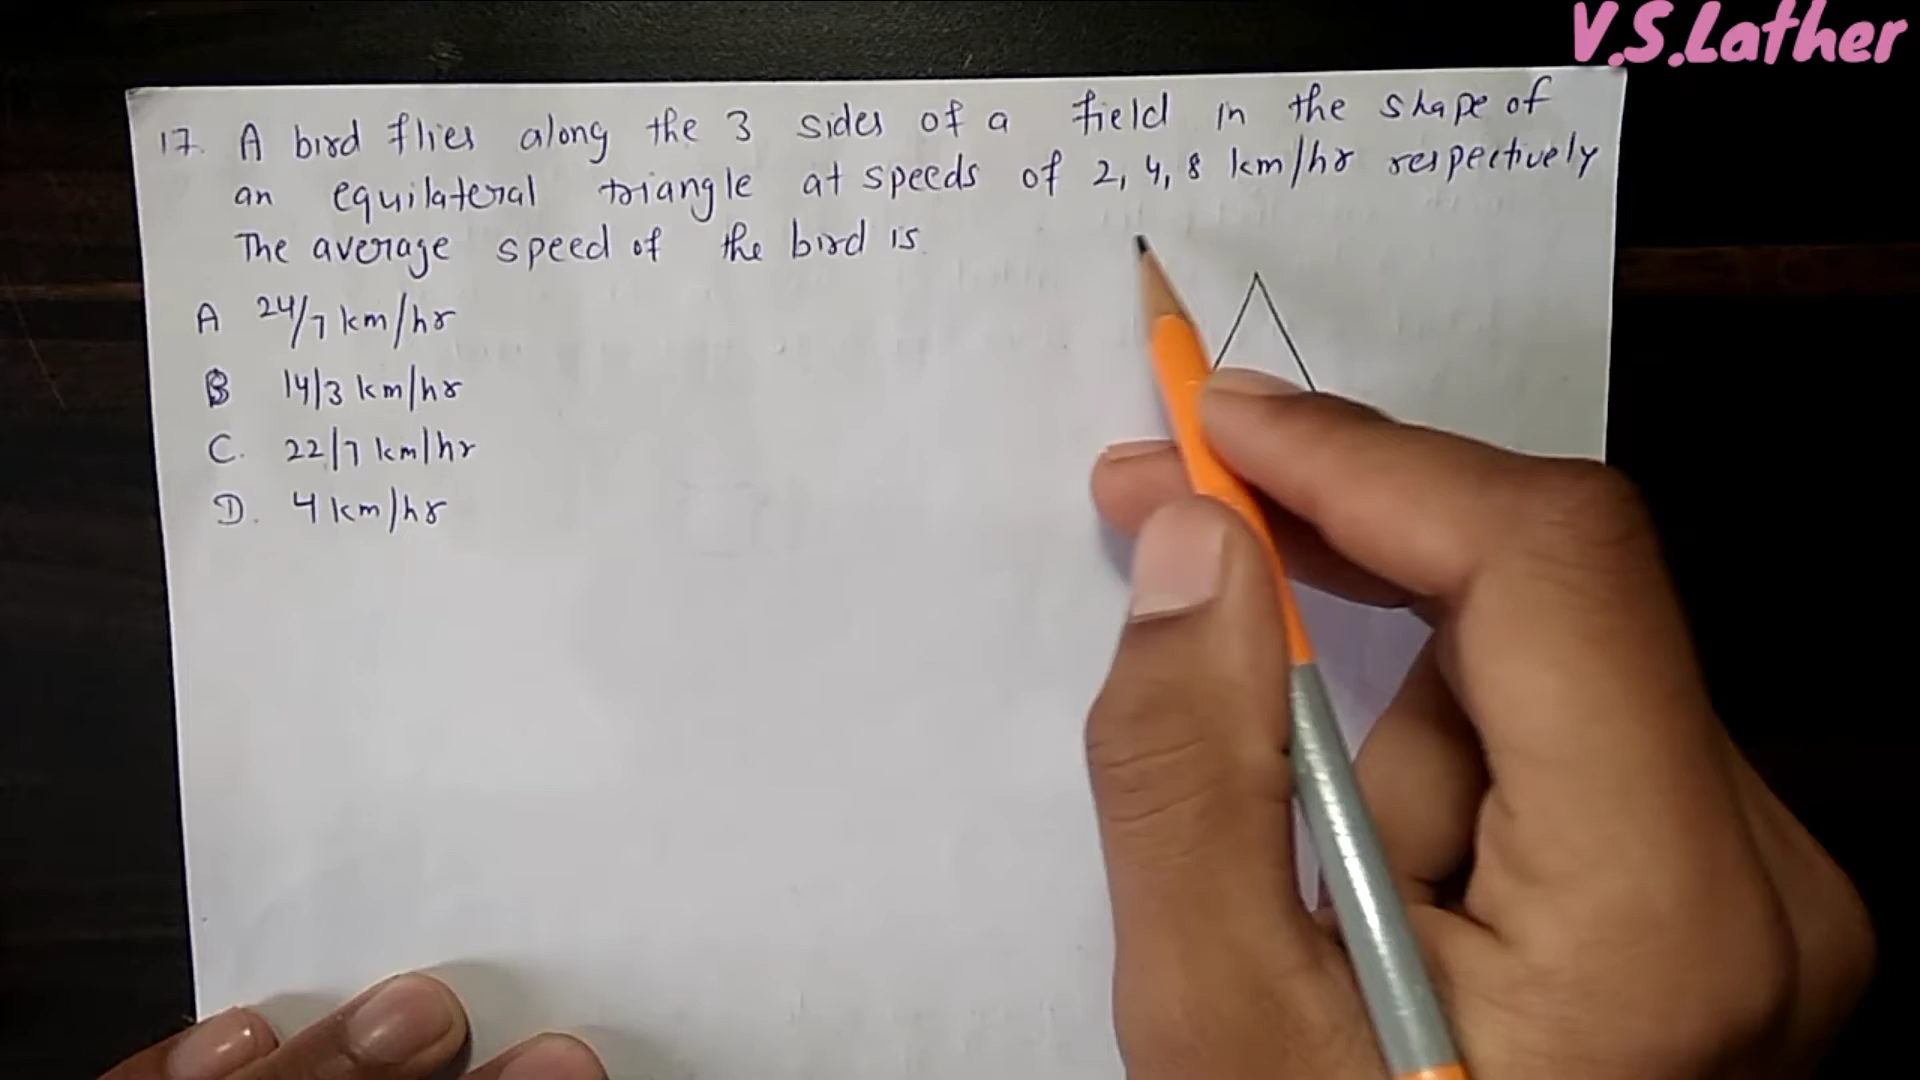 V.S.Lather
17. A bird flies along the 3 sides of a field in the shape of
an equilateral triangle at speeds of 2, 4, 8 km/hr respectively
The average speed of the bird is.
A 24/7 km/hr
B 14/3 km/hr
C. 22/7 km/hr
D. 4 km/hr